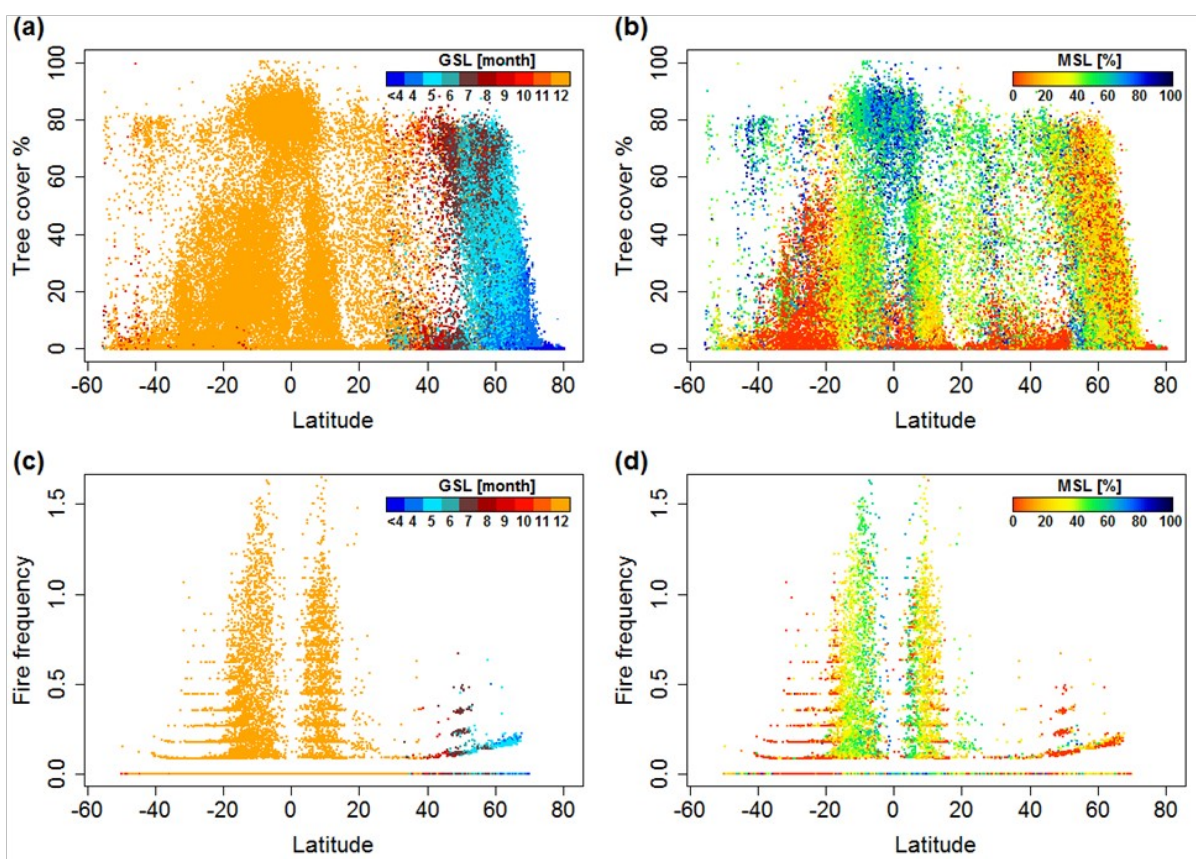 (a)
GSL [month]
<4 4 5 6 7 8 9 10 11 12
Tree cover %
100
80
60
40
20
0
-60 -40 -20 0 20 40 60 80
Latitude
(b)
MSL [%]
0 20 40 60 80 100
Tree cover %
100
80
60
40
20
0
-60 -40 -20 0 20 40 60 80
Latitude
(c)
GSL [month]
<4 4 5 6 7 8 9 10 11 12
Fire frequency
1.5
1.0
0.5
0.0
-60 -40 -20 0 20 40 60 80
Latitude
(d)
MSL [%]
0 20 40 60 80 100
Fire frequency
1.5
1.0
0.5
0.0
-60 -40 -20 0 20 40 60 80
Latitude